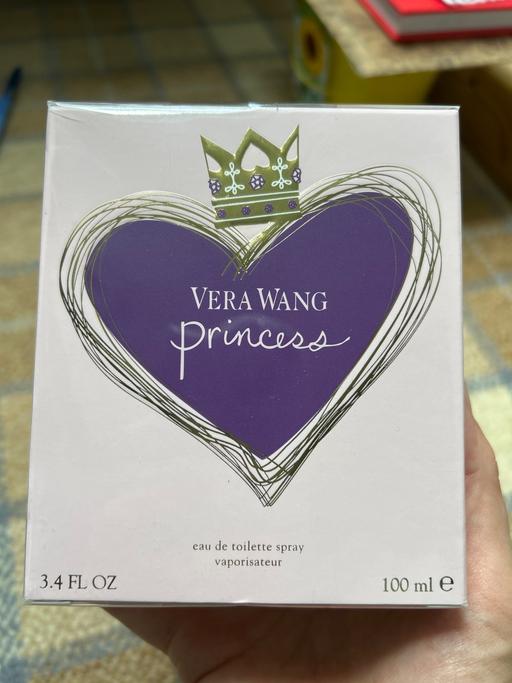 VERA WANG
princess
eau de toilette spray
vaporisateur
3.4 FL OZ
100 ml ℮